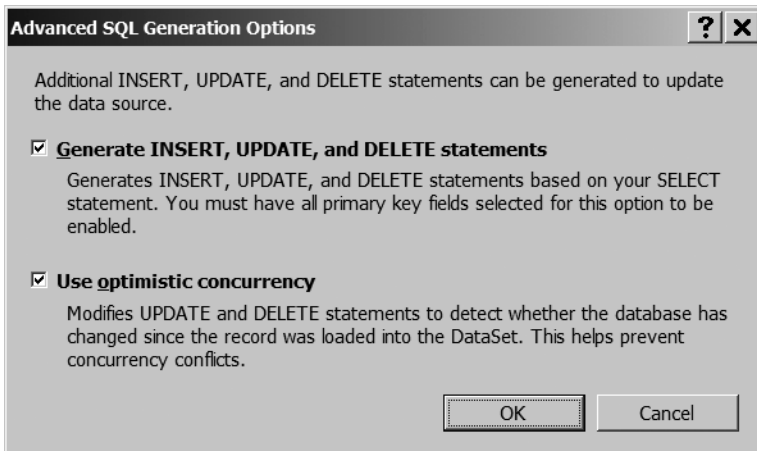 Advanced SQL Generation Options
Additional INSERT, UPDATE, and DELETE statements can be generated to update
the data source.
Generate INSERT, UPDATE, and DELETE statements
Generates INSERT, UPDATE, and DELETE statements based on your SELECT
statement. You must have all primary key fields selected for this option to be
enabled.
Use optimistic concurrency
Modifies UPDATE and DELETE statements to detect whether the database has
changed since the record was loaded into the DataSet. This helps prevent
concurrency conflicts.
OK Cancel